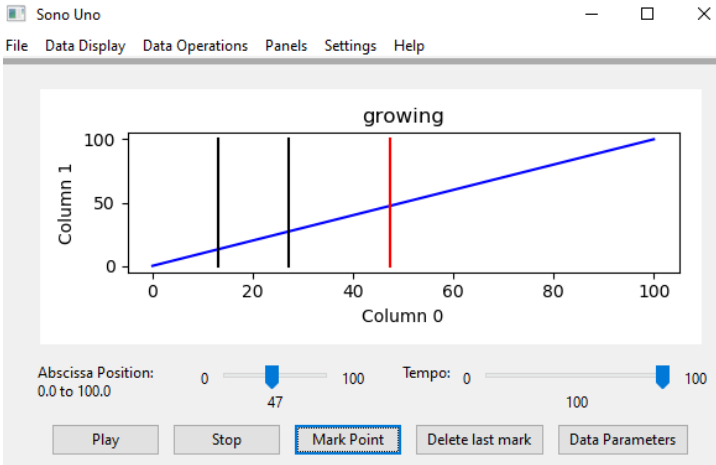 Sono Uno
File Data Display Data Operations Panels Settings Help
growing
100
50
0
Column 1
0 20 40 60 80 100
Column 0
Abscissa Position:
0.0 to 100.0
0 100
47
Tempo: 0 100
100
Play Stop Mark Point Delete last mark Data Parameters